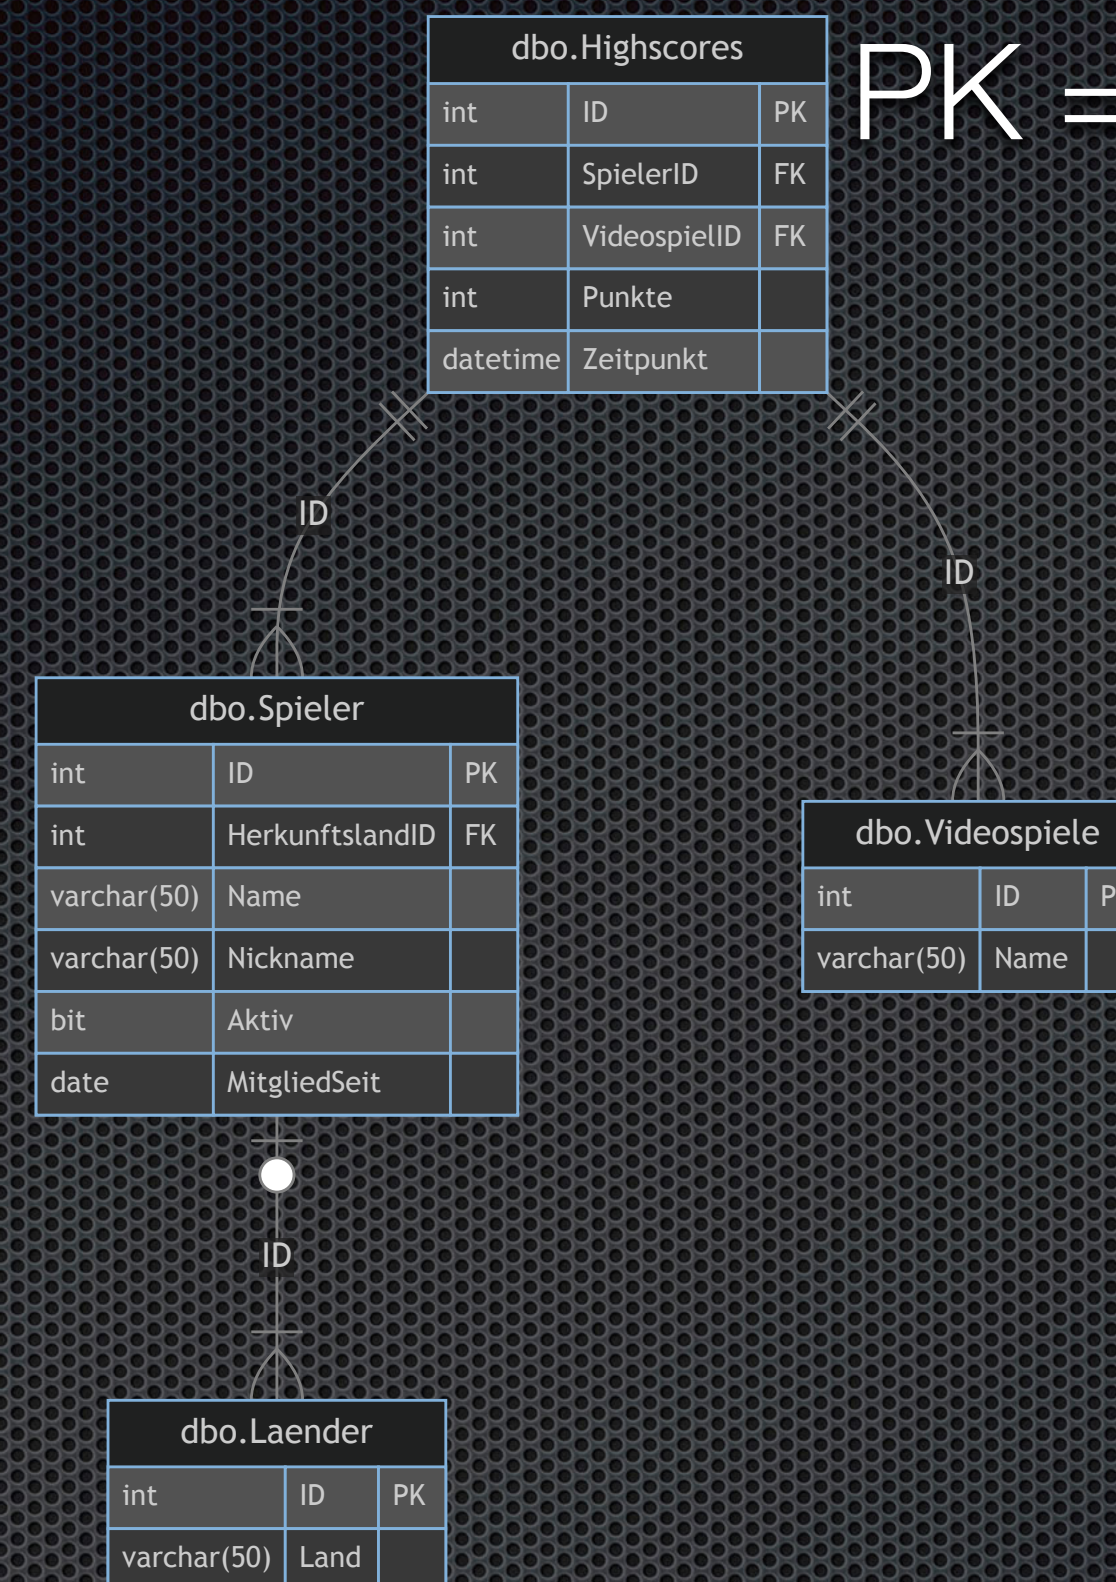 dbo.Highscores
PK =
int ID PK
int SpielerID FK
int VideospielID FK
int Punkte
datetime Zeitpunkt
ID
ID
dbo.Spieler
int ID PK
int HerkunftslandID FK
varchar(50) Name
varchar(50) Nickname
bit Aktiv
date MitgliedSeit
dbo.Videospiele
int ID P
varchar(50) Name
ID
dbo.Laender
int ID PK
varchar(50) Land